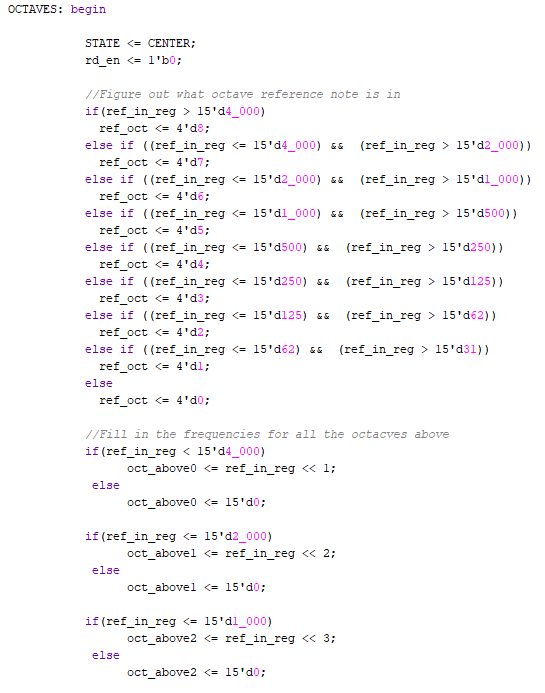 OCTAVES: begin
STATE <= CENTER;
rd_en <= 1'b0;
//Figure out what octave reference note is in
if(ref_in_reg > 15'd4_000)
ref_oct <= 4'd8;
else if ((ref_in_reg <= 15'd4_000) && (ref_in_reg > 15'd2_000))
ref_oct <= 4'd7;
else if ((ref_in_reg <= 15'd2_000) && (ref_in_reg > 15'd1_000))
ref_oct <= 4'd6;
else if ((ref_in_reg <= 15'd1_000) && (ref_in_reg > 15'd500))
ref_oct <= 4'd5;
else if ((ref_in_reg <= 15'd500) && (ref_in_reg > 15'd250))
ref_oct <= 4'd4;
else if ((ref_in_reg <= 15'd250) && (ref_in_reg > 15'd125))
ref_oct <= 4'd3;
else if ((ref_in_reg <= 15'd125) && (ref_in_reg > 15'd62))
ref_oct <= 4'd2;
else if ((ref_in_reg <= 15'd62) && (ref_in_reg > 15'd31))
ref_oct <= 4'd1;
else
ref_oct <= 4'd0;
//Fill in the frequencies for all the octacves above
if(ref_in_reg < 15'd4_000)
oct_above0 <= ref_in_reg << 1;
else
oct_above0 <= 15'd0;
if(ref_in_reg <= 15'd2_000)
oct_above1 <= ref_in_reg << 2;
else
oct_above1 <= 15'd0;
if(ref_in_reg <= 15'd1_000)
oct_above2 <= ref_in_reg << 3;
else
oct_above2 <= 15'd0;